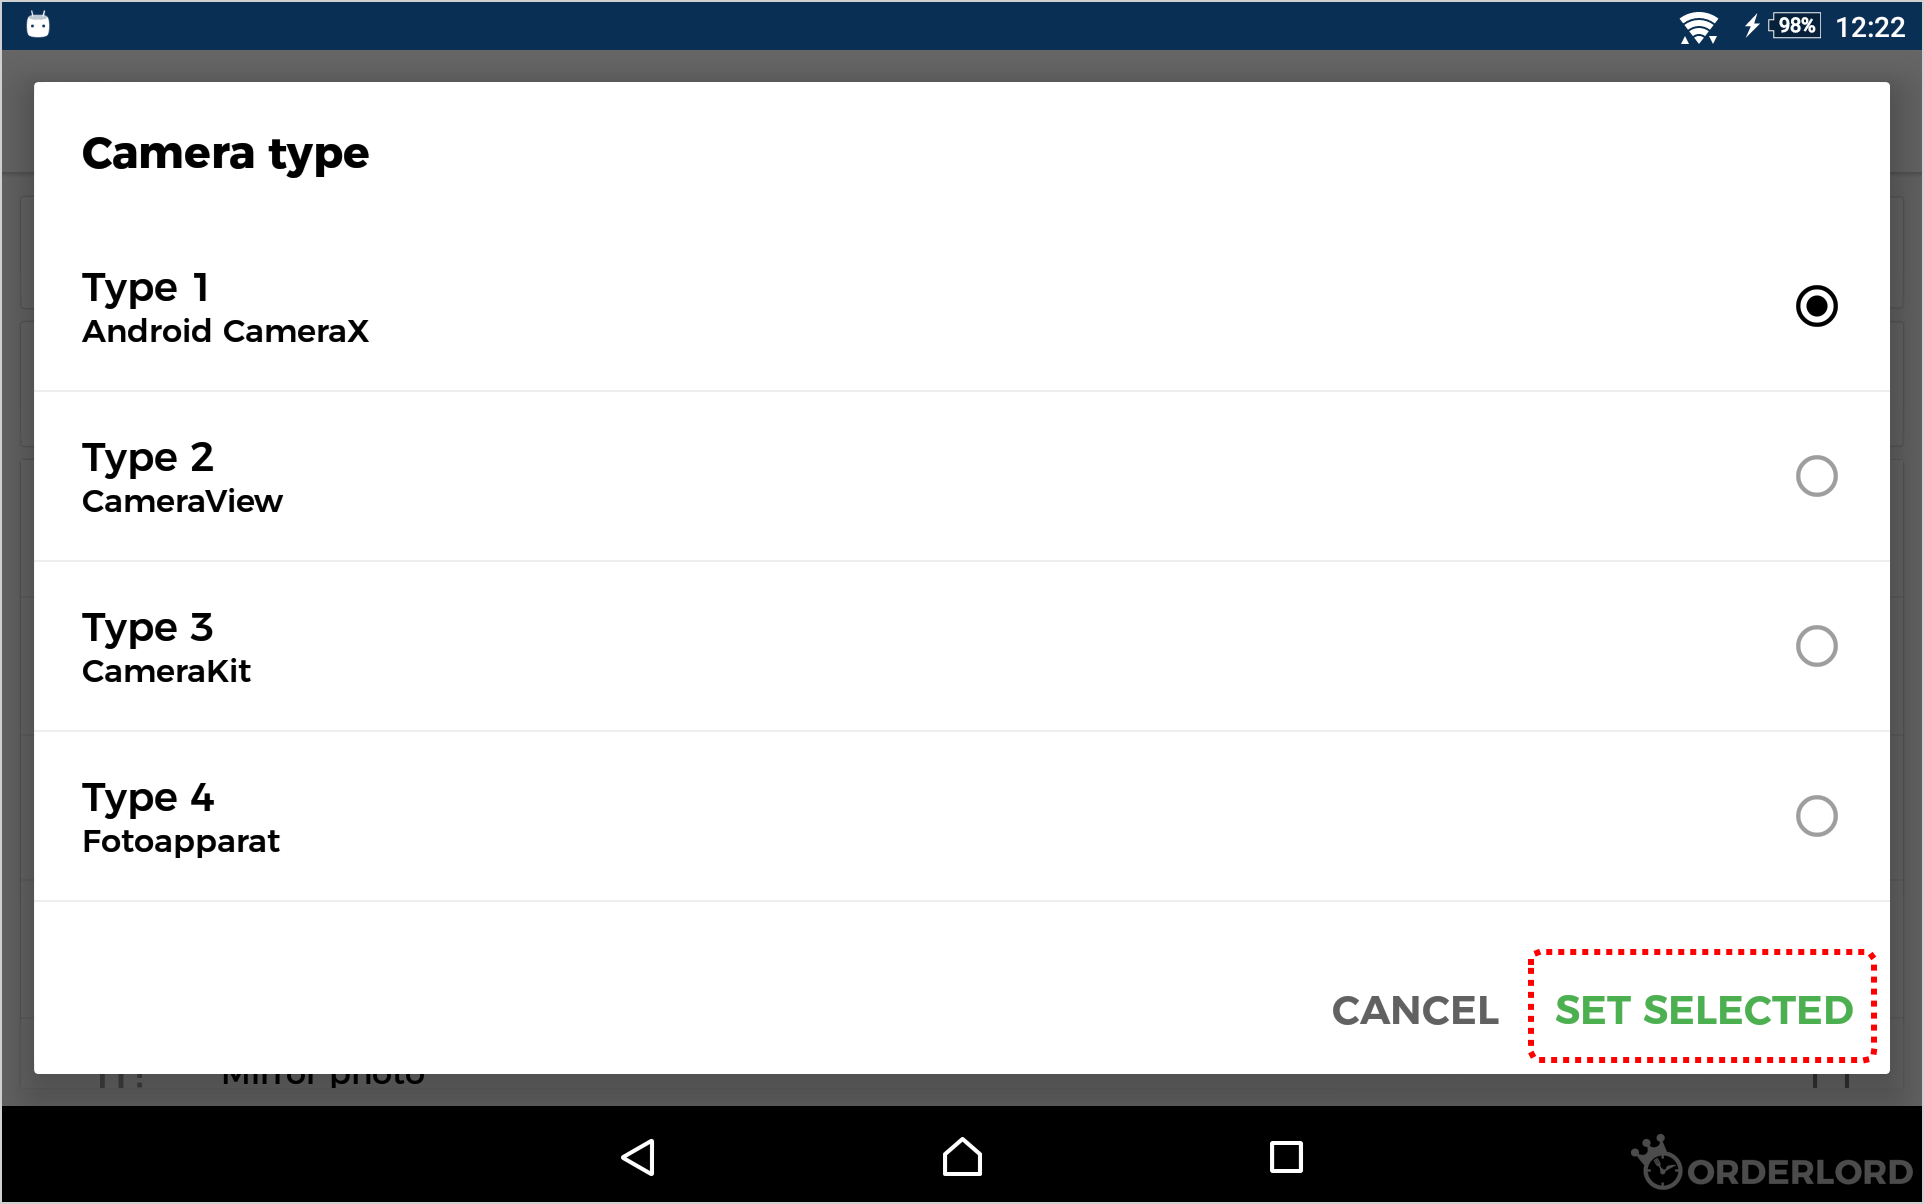 98% 12:22
Camera type
Type 1
Android CameraX
Type 2
CameraView
Type 3
CameraKit
Type 4
Fotoapparat
CANCEL SET SELECTED
Mirror photo
ORDERLORD